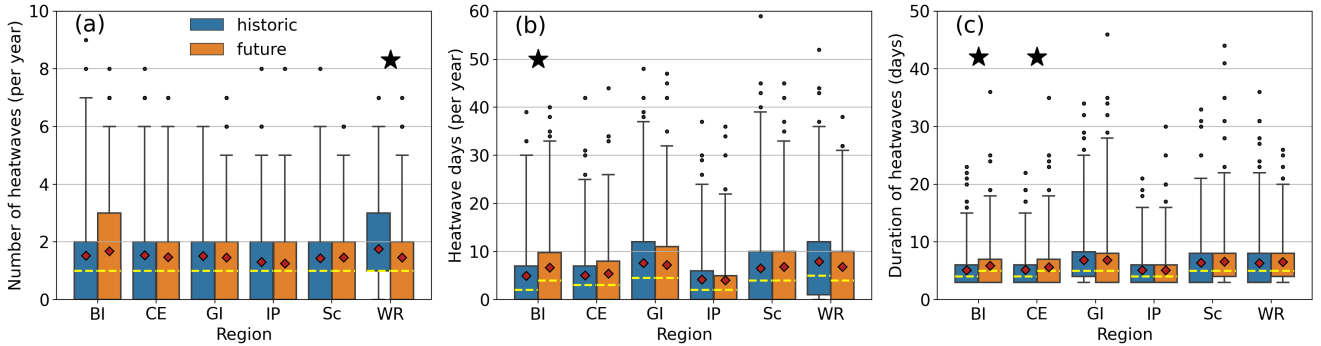 (a)
historic
future
Number of heatwaves (per year)
10
8
6
4
2
0
BI CE GI IP Sc WR
Region
(b)
Heatwave days (per year)
60
50
40
30
20
10
0
BI CE GI IP Sc WR
Region
(c)
Duration of heatwaves (days)
50
40
30
20
10
0
BI CE GI IP Sc WR
Region